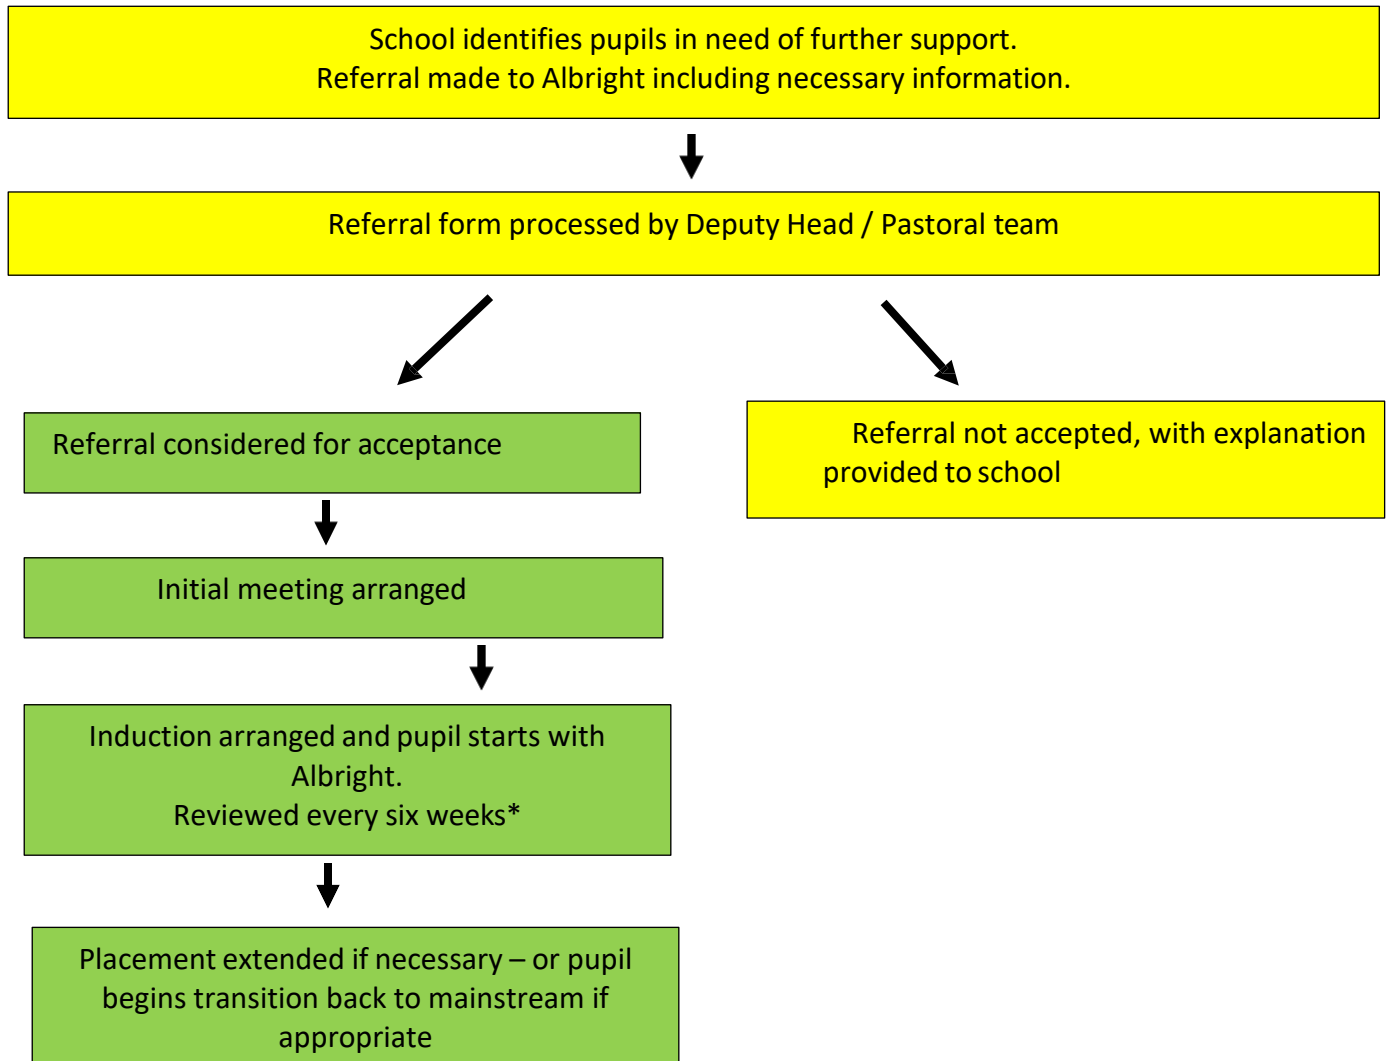 School identifies pupils in need of further support.
Referral made to Albright including necessary information.
Referral form processed by Deputy Head / Pastoral team
Referral considered for acceptance
Referral not accepted, with explanation
provided to school
Initial meeting arranged
Induction arranged and pupil starts with
Albright.
Reviewed every six weeks*
Placement extended if necessary – or pupil
begins transition back to mainstream if
appropriate